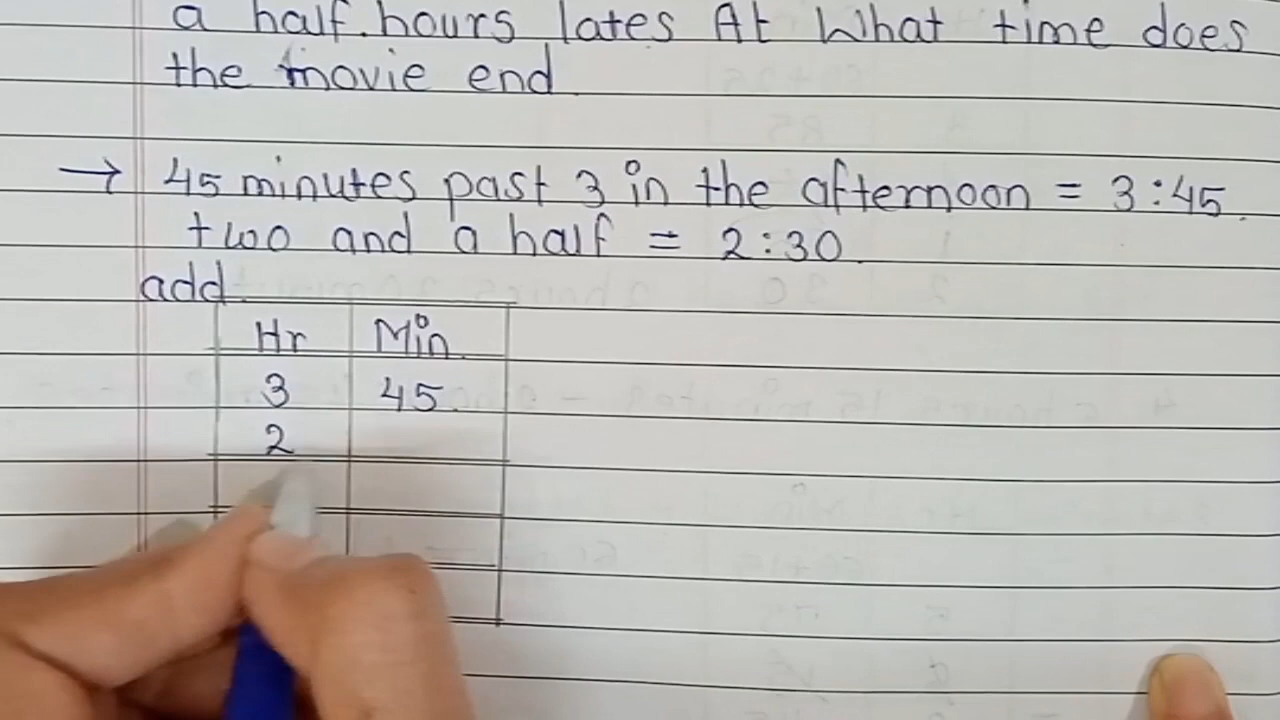 a half.hours lates At What time does
the movie end
→ 45 minutes past 3 in the afternoon = 3:45
two and a half = 2:30
add
Hr Min
3 45
2